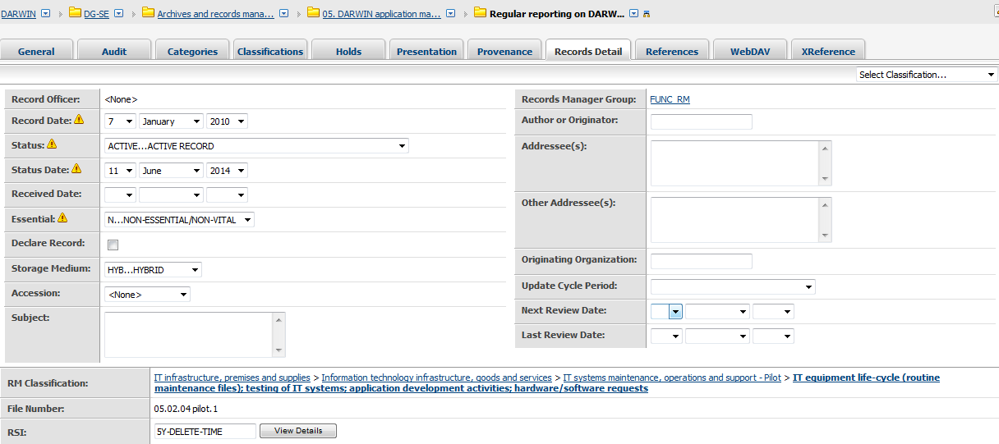 DARWIN DG-SE Archives and records mana... 05. DARWIN application ma... Regular reporting on DARW...
General Audit Categories Classifications Holds Presentation Provenance Records Detail References WebDAV XReference
Select Classification...
Record Officer: <None>
Record Date: 7 January 2010
Status: ACTIVE...ACTIVE RECORD
Status Date: 11 June 2014
Received Date:
Essential: N...NON-ESSENTIAL/NON-VITAL
Declare Record:
Storage Medium: HYB...HYBRID
Accession: <None>
Subject:
Records Manager Group: FUNC_RM
Author or Originator:
Addressee(s):
Other Addressee(s):
Originating Organization:
Update Cycle Period:
Next Review Date:
Last Review Date:
RM Classification: IT infrastructure, premises and supplies > Information technology infrastructure, goods and services > IT systems maintenance, operations and support - Pilot > IT equipment life-cycle (routine
maintenance files); testing of IT systems; application development activities; hardware/software requests
File Number: 05.02.04 pilot.1
RSI: 5Y-DELETE-TIME View Details